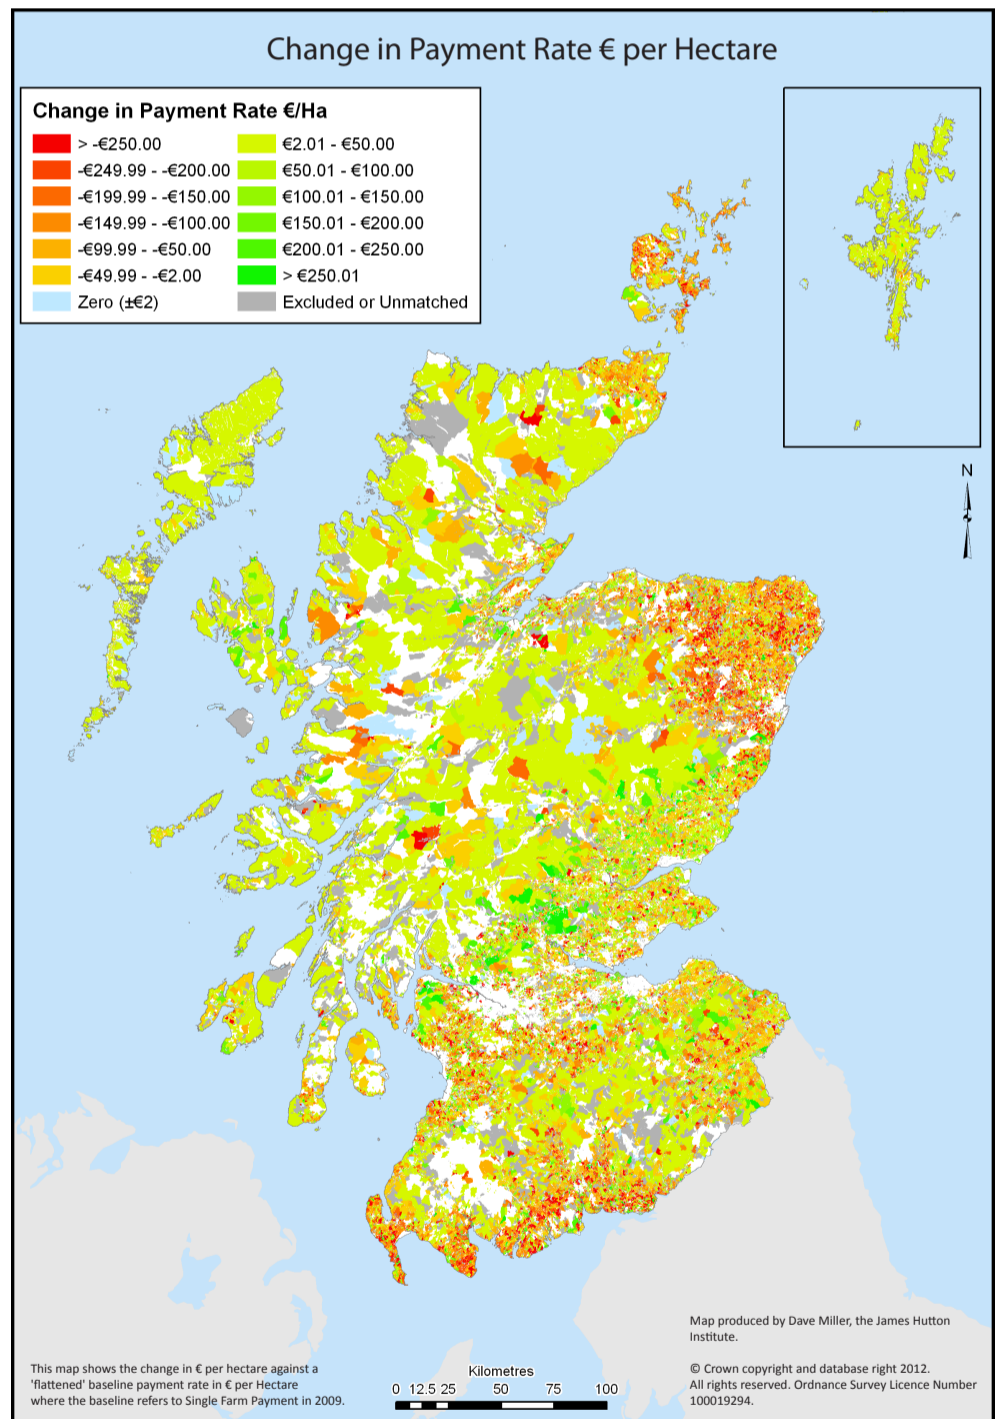 Change in Payment Rate € per Hectare
Change in Payment Rate €/Ha
> -€250.00
-€249.99 - -€200.00
-€199.99 - -€150.00
-€149.99 - -€100.00
-€99.99 - -€50.00
-€49.99 - -€2.00
Zero (±€2)
€2.01 - €50.00
€50.01 - €100.00
€100.01 - €150.00
€150.01 - €200.00
€200.01 - €250.00
> €250.01
Excluded or Unmatched
N
Map produced by Dave Miller, the James Hutton
Institute.
This map shows the change in € per hectare against a
'flattened' baseline payment rate in € per Hectare
where the baseline refers to Single Farm Payment in 2009.
Kilometres
0 12.5 25 50 75 100
© Crown copyright and database right 2012.
All rights reserved. Ordnance Survey Licence Number
100019294.